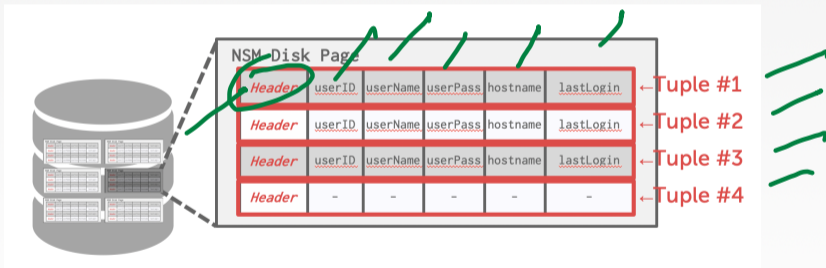 NSM Disk Page
Header userID userName userPass hostname lastLogin ←Tuple #1
Header userID userName userPass hostname lastLogin ←Tuple #2
Header userID userName userPass hostname lastLogin ←Tuple #3
Header - - - - - ←Tuple #4